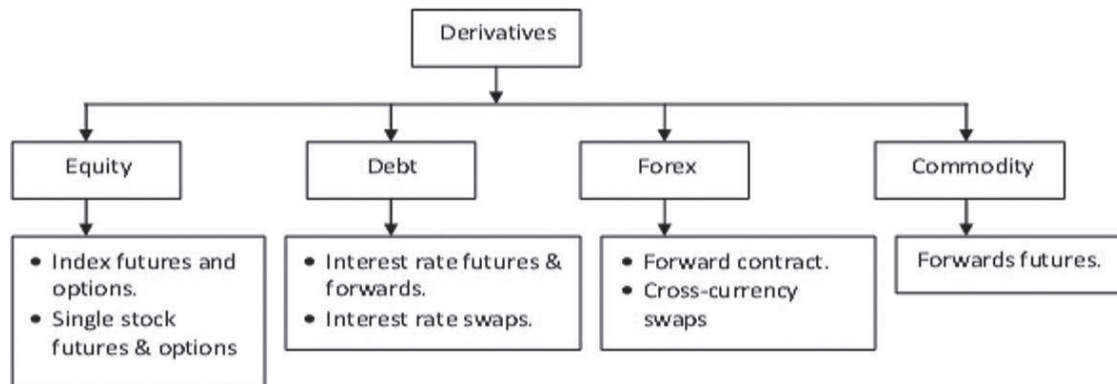 Derivatives
Equity
Debt
Forex
Commodity
• Index futures and
options.
• Single stock
futures & options
• Interest rate futures &
forwards.
• Interest rate swaps.
• Forward contract.
• Cross-currency
swaps
Forwards futures.